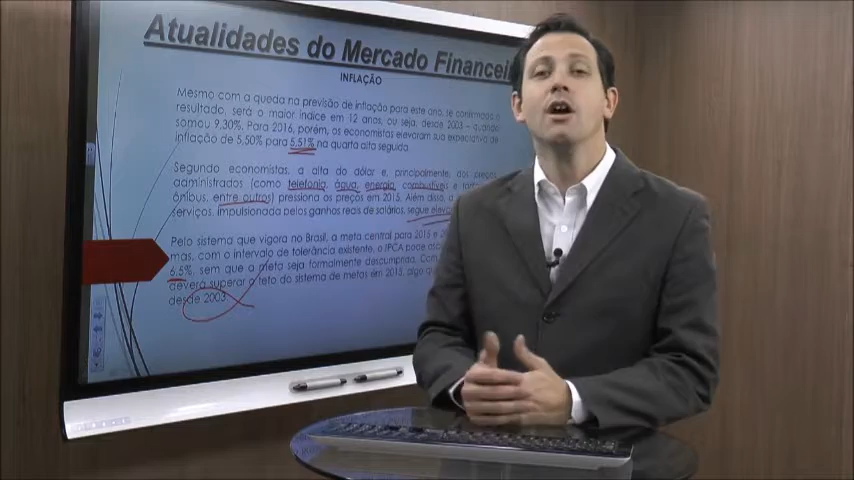 Atualidades do Mercado Financei
INFLAÇÃO
Mesmo com a queda na previsão de inflação para este ano, se confirmado o
resultado, será o maior índice em 12 anos, ou seja, desde 2003 – quando
somou 9,30%. Para 2016, porém, os economistas elevaram sua expectativa de
inflação de 5,50% para 5,51% na quarta alta seguida.
Segundo economistas, a alta do dólar e, principalmente, dos preços
administrados (como telefonia, água, energia, combustíveis e
ônibus, entre outros) pressiona os preços em 2015. Além disso, a
serviços, impulsionada pelos ganhos reais de salários, segue
Pelo sistema que vigora no Brasil, a meta central para 2015 e
mas, com o intervalo de tolerância existente, o IPCA pode
6,5%, sem que a meta seja formalmente descumprida. Com
deverá superar o teto do sistema de metas em 2015, algo
desde 2003